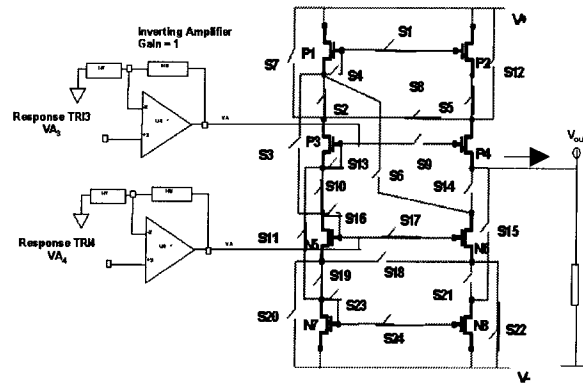 Inverting Amplifier
Gain = 1
V+
S1
P1
P2
S7
S4
S12
S8
S2
S5
Response TRI3
VA3
VA
S3
P3
P4
S13
S9
S6
S10
S14
Vou
S16
S17
S15
S11
Response TRI4
VA4
VA
N5
N6
S18
S19
S21
S20
S23
N7
N8
S22
S24
V-